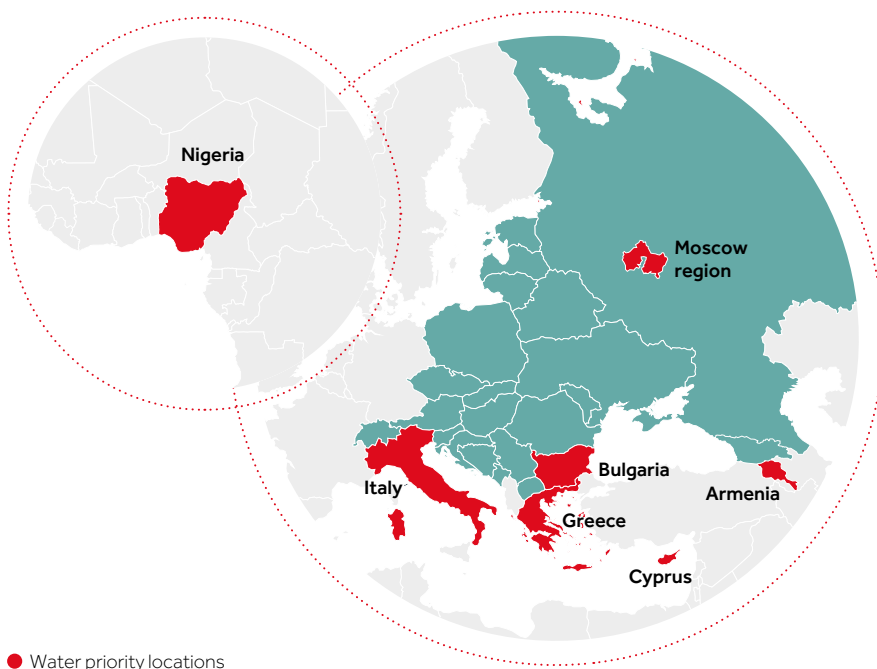 Nigeria
Moscow
region
Italy
Bulgaria
Greece
Armenia
Cyprus
Water priority locations